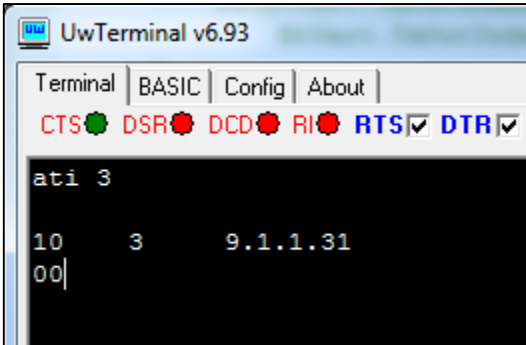 UwTerminal v6.93
Terminal BASIC Config About
CTS DSR DCD RI RTS DTR
ati 3
10 3 9.1.1.31
00